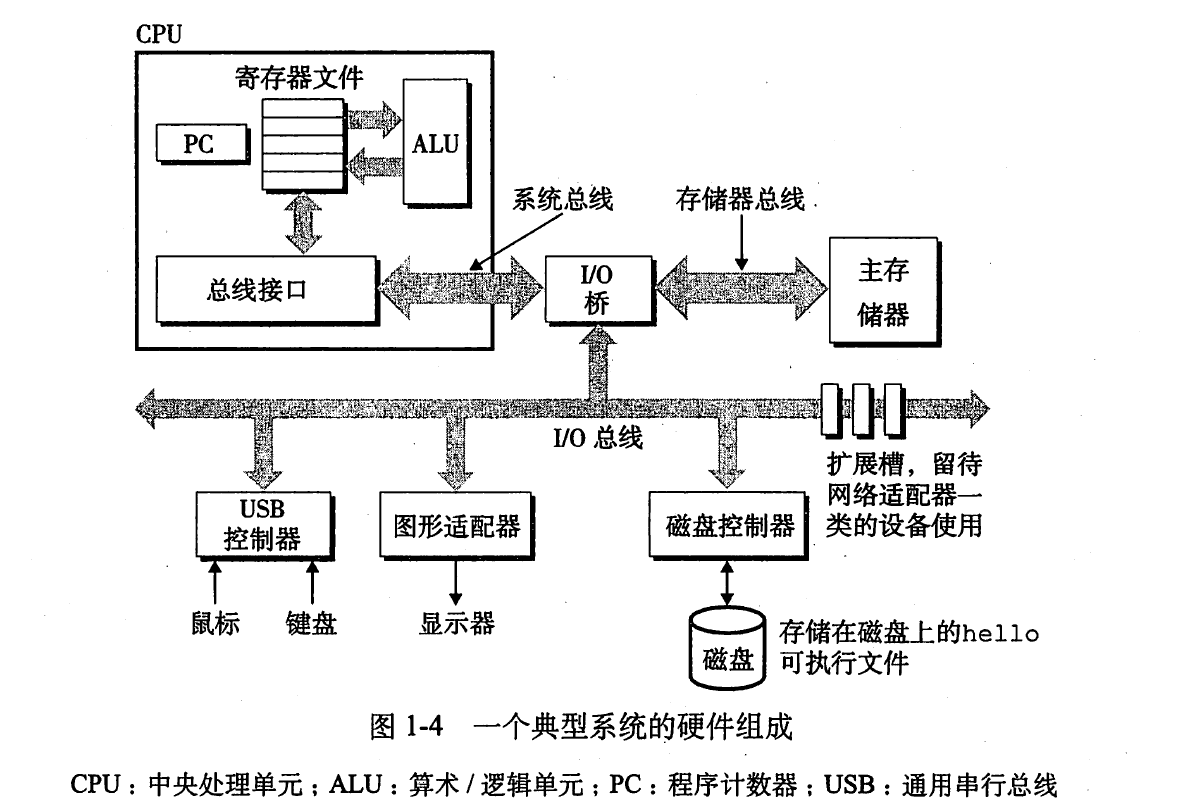 CPU
寄存器文件
PC
ALU
系统总线
存储器总线
总线接口
I/O
桥
主存
储器
I/O 总线
扩展槽，留待
网络适配器一
类的设备使用
USB
控制器
图形适配器
磁盘控制器
鼠标
键盘
显示器
磁盘
存储在磁盘上的hello
可执行文件
图 1-4 一个典型系统的硬件组成
CPU：中央处理单元；ALU：算术 / 逻辑单元；PC：程序计数器；USB：通用串行总线